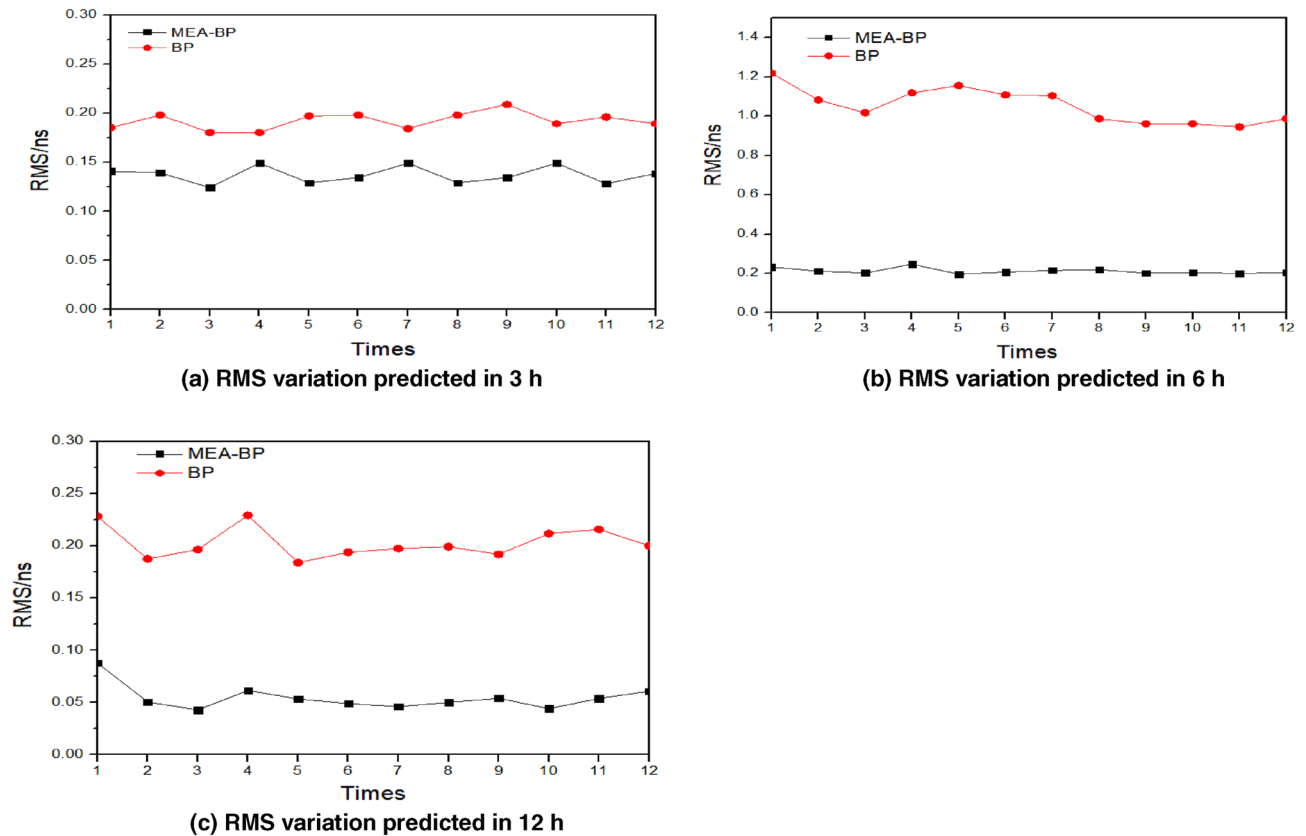 0.30
0.25
0.20
0.15
0.10
0.05
0.00
RMS/ns
MEA-BP
BP
1 2 3 4 5 6 7 8 9 10 11 12
Times
(a) RMS variation predicted in 3 h
1.4
1.2
1.0
0.8
0.6
0.4
0.2
0.0
RMS/ns
MEA-BP
BP
1 2 3 4 5 6 7 8 9 10 11 12
Times
(b) RMS variation predicted in 6 h
0.30
0.25
0.20
0.15
0.10
0.05
0.00
RMS/ns
MEA-BP
BP
1 2 3 4 5 6 7 8 9 10 11 12
Times
(c) RMS variation predicted in 12 h